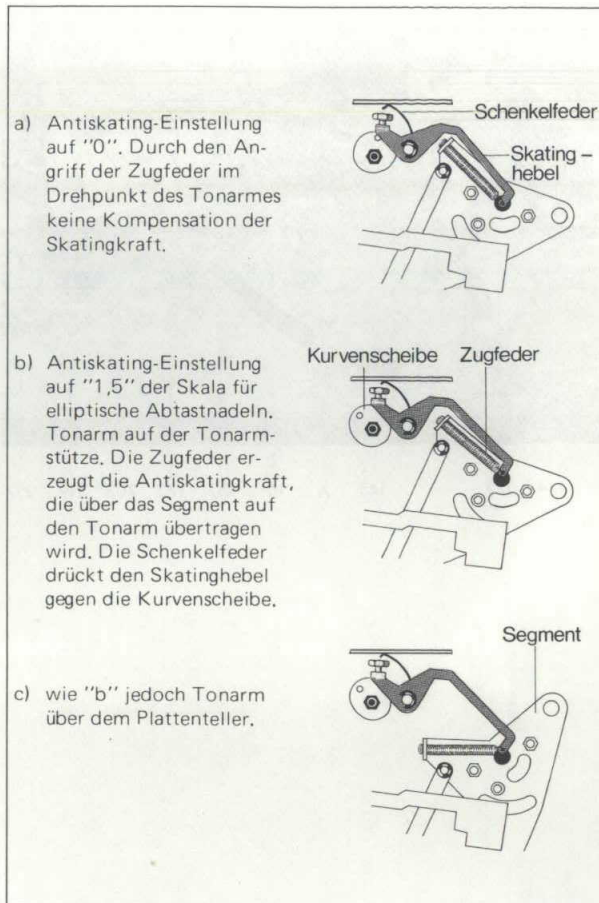 a) Antiskating-Einstellung
auf "0". Durch den An-
griff der Zugfeder im
Drehpunkt des Tonarmes
keine Kompensation der
Skatingkraft.
Schenkelfeder
Skating-
hebel
b) Antiskating-Einstellung
auf "1,5" der Skala für
elliptische Abtastnadeln.
Tonarm auf der Tonarm-
stütze. Die Zugfeder er-
zeugt die Antiskatingkraft,
die über das Segment auf
den Tonarm übertragen
wird. Die Schenkelfeder
drückt den Skatinghebel
gegen die Kurvenscheibe.
Kurvenscheibe Zugfeder
c) wie "b" jedoch Tonarm
über dem Plattenteller.
Segment